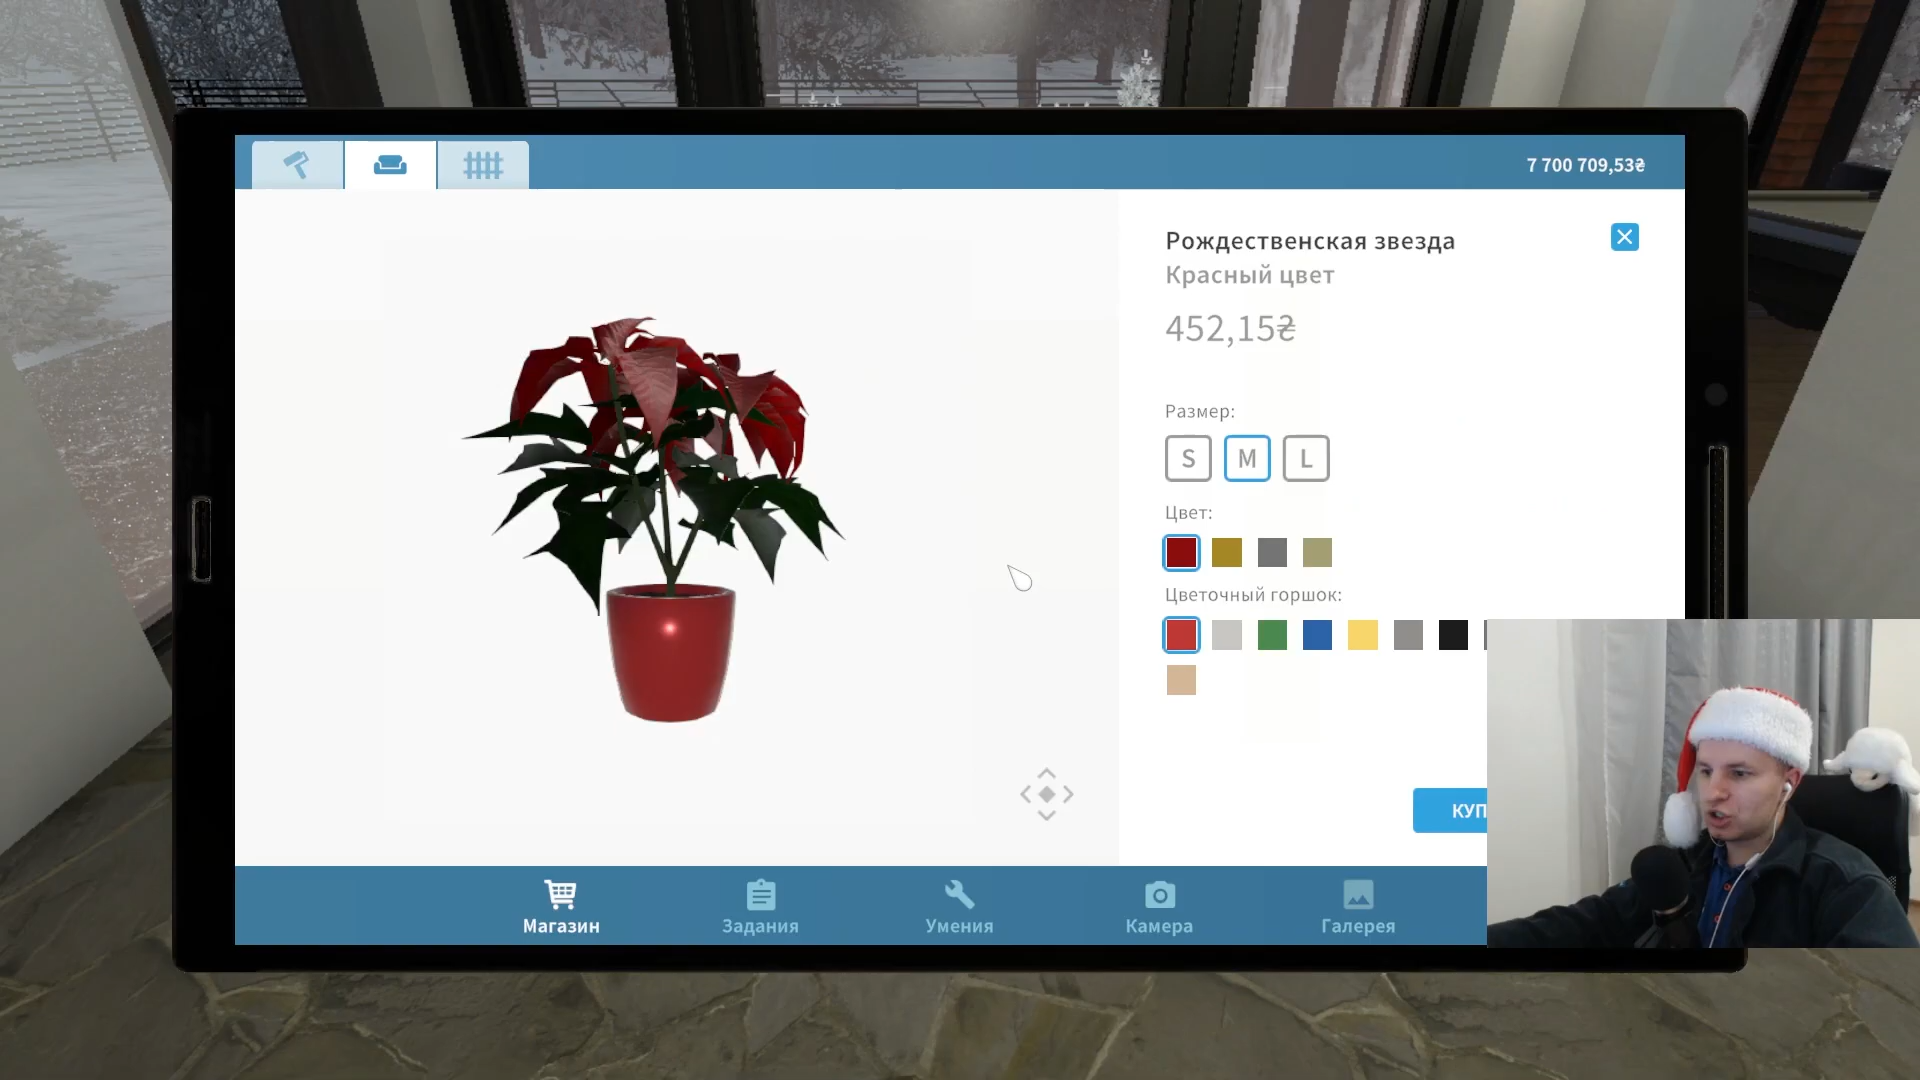 7 700 709,53₴
Рождественская звезда
Красный цвет
452,15₴
Размер:
S M L
Цвет:
Цветочный горшок:
КУП
Магазин Задания Умения Камера Галерея